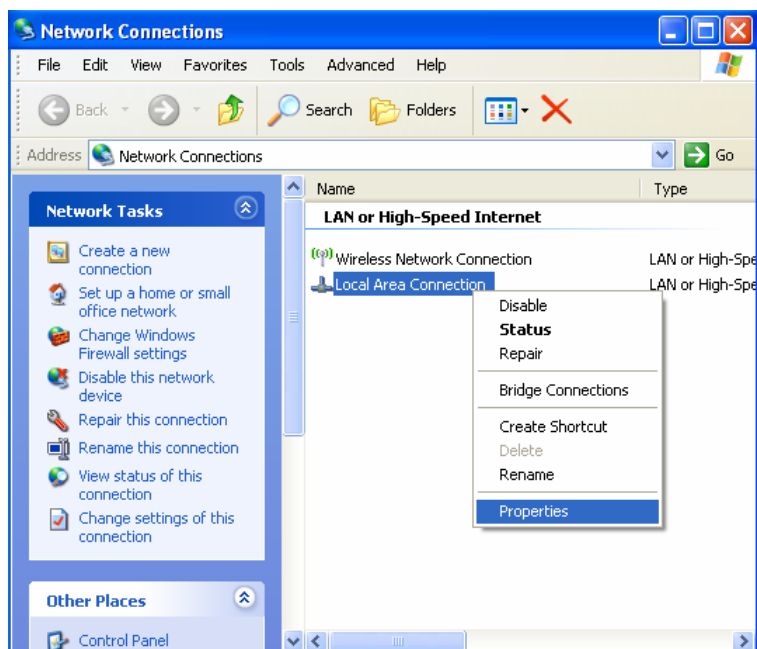 Network Connections
File Edit View Favorites Tools Advanced Help
Back Search Folders
Address Network Connections Go
Name Type
LAN or High-Speed Internet
Wireless Network Connection LAN or High-Spe
Local Area Connection LAN or High-Spe
Network Tasks
Create a new
connection
Set up a home or small
office network
Change Windows
Firewall settings
Disable this network
device
Repair this connection
Rename this connection
View status of this
connection
Change settings of this
connection
Other Places
Control Panel
Disable
Status
Repair
Bridge Connections
Create Shortcut
Delete
Rename
Properties